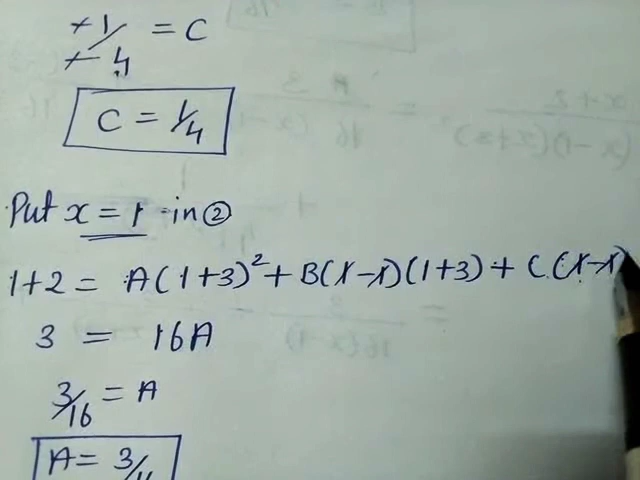 +1/-4 = C
C = 1/4
Put x = 1 in ②
1+2 = A(1+3)² + B(1-1)(1+3) + C(1-1)
3 = 16A
3/16 = A
A = 3/